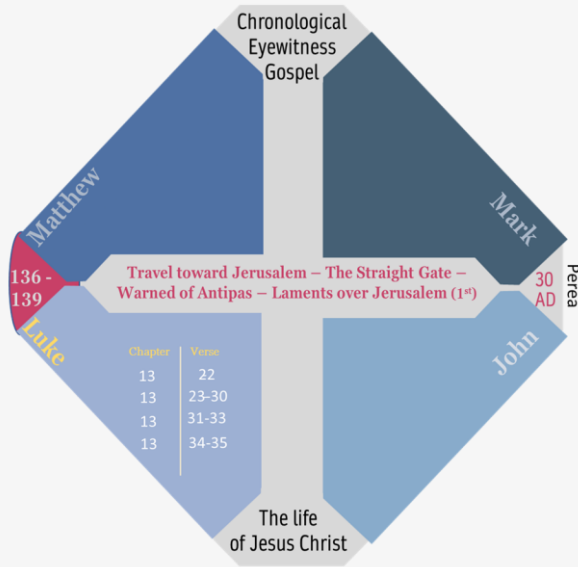 Chronological
Eyewitness
Gospel
Matthew
Mark
136 -
139
Travel toward Jerusalem – The Straight Gate –
Warned of Antipas – Laments over Jerusalem (1st)
30
AD
Perea
Luke
John
Chapter Verse
13 22
13 23-30
13 31-33
13 34-35
The life
of Jesus Christ